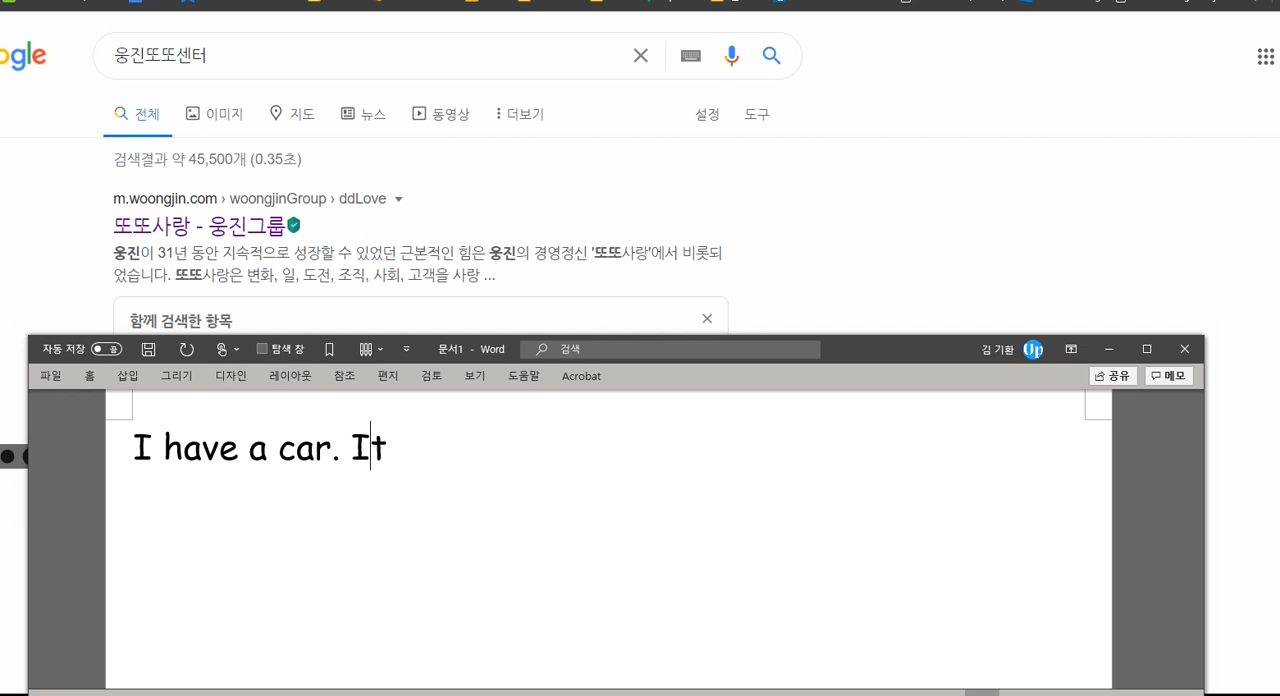 ogle
웅진또또센터
전체 이미지 지도 뉴스 동영상 더보기 설정 도구
검색결과 약 45,500개 (0.35초)
m.woongjin.com › woongjinGroup › ddLove
또또사랑 - 웅진그룹
웅진이 31년 동안 지속적으로 성장할 수 있었던 근본적인 힘은 웅진의 경영정신 '또또사랑'에서 비롯되
었습니다. 또또사랑은 변화, 일, 도전, 조직, 사회, 고객을 사랑 ...
함께 검색한 항목
자동 저장 끔 탐색 창 문서1 - Word 검색 김 기환 Up
파일 홈 삽입 그리기 디자인 레이아웃 참조 편지 검토 보기 도움말 Acrobat 공유 메모
I have a car. It